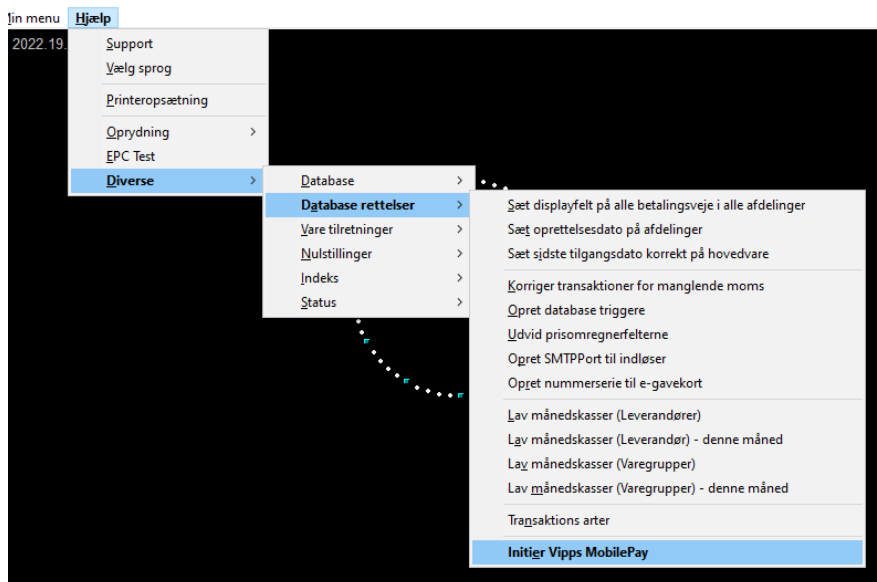 Min menu Hjælp
2022.19.
Support
Vælg sprog
Printeropsætning
Oprydning
EPC Test
Diverse
Database
Database rettelser
Vare tilretninger
Nulstillinger
Indeks
Status
Sæt displayfelt på alle betalingsveje i alle afdelinger
Sæt oprettelsesdato på afdelinger
Sæt sidste tilgangsdato korrekt på hovedvare
Korriger transaktioner for manglende moms
Opret database triggere
Udvid prisomregnerfelterne
Opret SMTPPort til indløser
Opret nummerserie til e-gavekort
Lav månedskasser (Leverandører)
Lav månedskasser (Leverandør) - denne måned
Lav månedskasser (Varegrupper)
Lav månedskasser (Varegrupper) - denne måned
Transaktions arter
Initier Vipps MobilePay